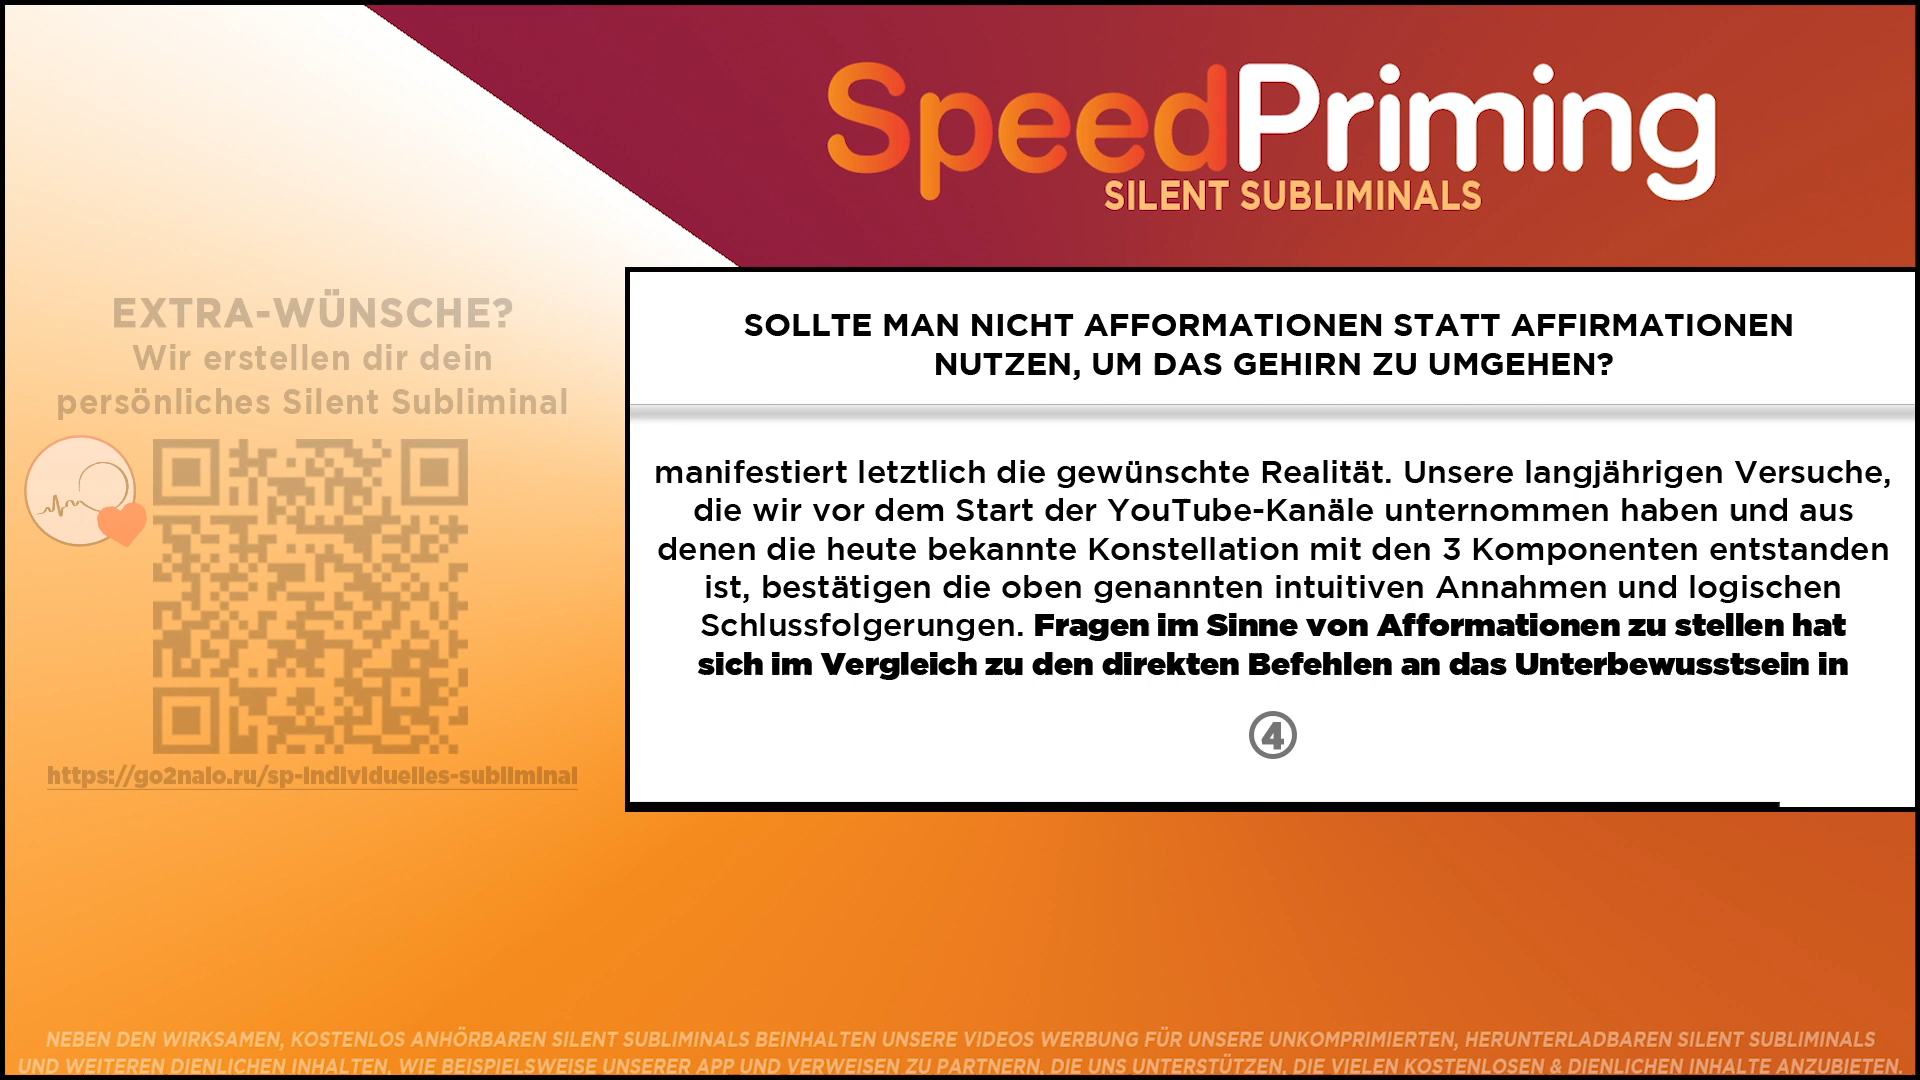 SpeedPriming
SILENT SUBLIMINALS
EXTRA-WÜNSCHE?
Wir erstellen dir dein
persönliches Silent Subliminal
https://go2nalo.ru/sp-individuelles-subliminal
SOLLTE MAN NICHT AFFORMATIONEN STATT AFFIRMATIONEN
NUTZEN, UM DAS GEHIRN ZU UMGEHEN?
manifestiert letztlich die gewünschte Realität. Unsere langjährigen Versuche,
die wir vor dem Start der YouTube-Kanäle unternommen haben und aus
denen die heute bekannte Konstellation mit den 3 Komponenten entstanden
ist, bestätigen die oben genannten intuitiven Annahmen und logischen
Schlussfolgerungen. Fragen im Sinne von Afformationen zu stellen hat
sich im Vergleich zu den direkten Befehlen an das Unterbewusstsein in
④
NEBEN DEN WIRKSAMEN, KOSTENLOS ANHÖRBAREN SILENT SUBLIMINALS BEINHALTEN UNSERE VIDEOS WERBUNG FÜR UNSERE UNKOMPRIMIERTEN, HERUNTERLADBAREN SILENT SUBLIMINALS
UND WEITEREN DIENLICHEN INHALTEN, WIE BEISPIELSWEISE UNSERER APP UND VERWEISEN ZU PARTNERN, DIE UNS UNTERSTÜTZEN, DIE VIELEN KOSTENLOSEN & DIENLICHEN INHALTE ANZUBIETEN.